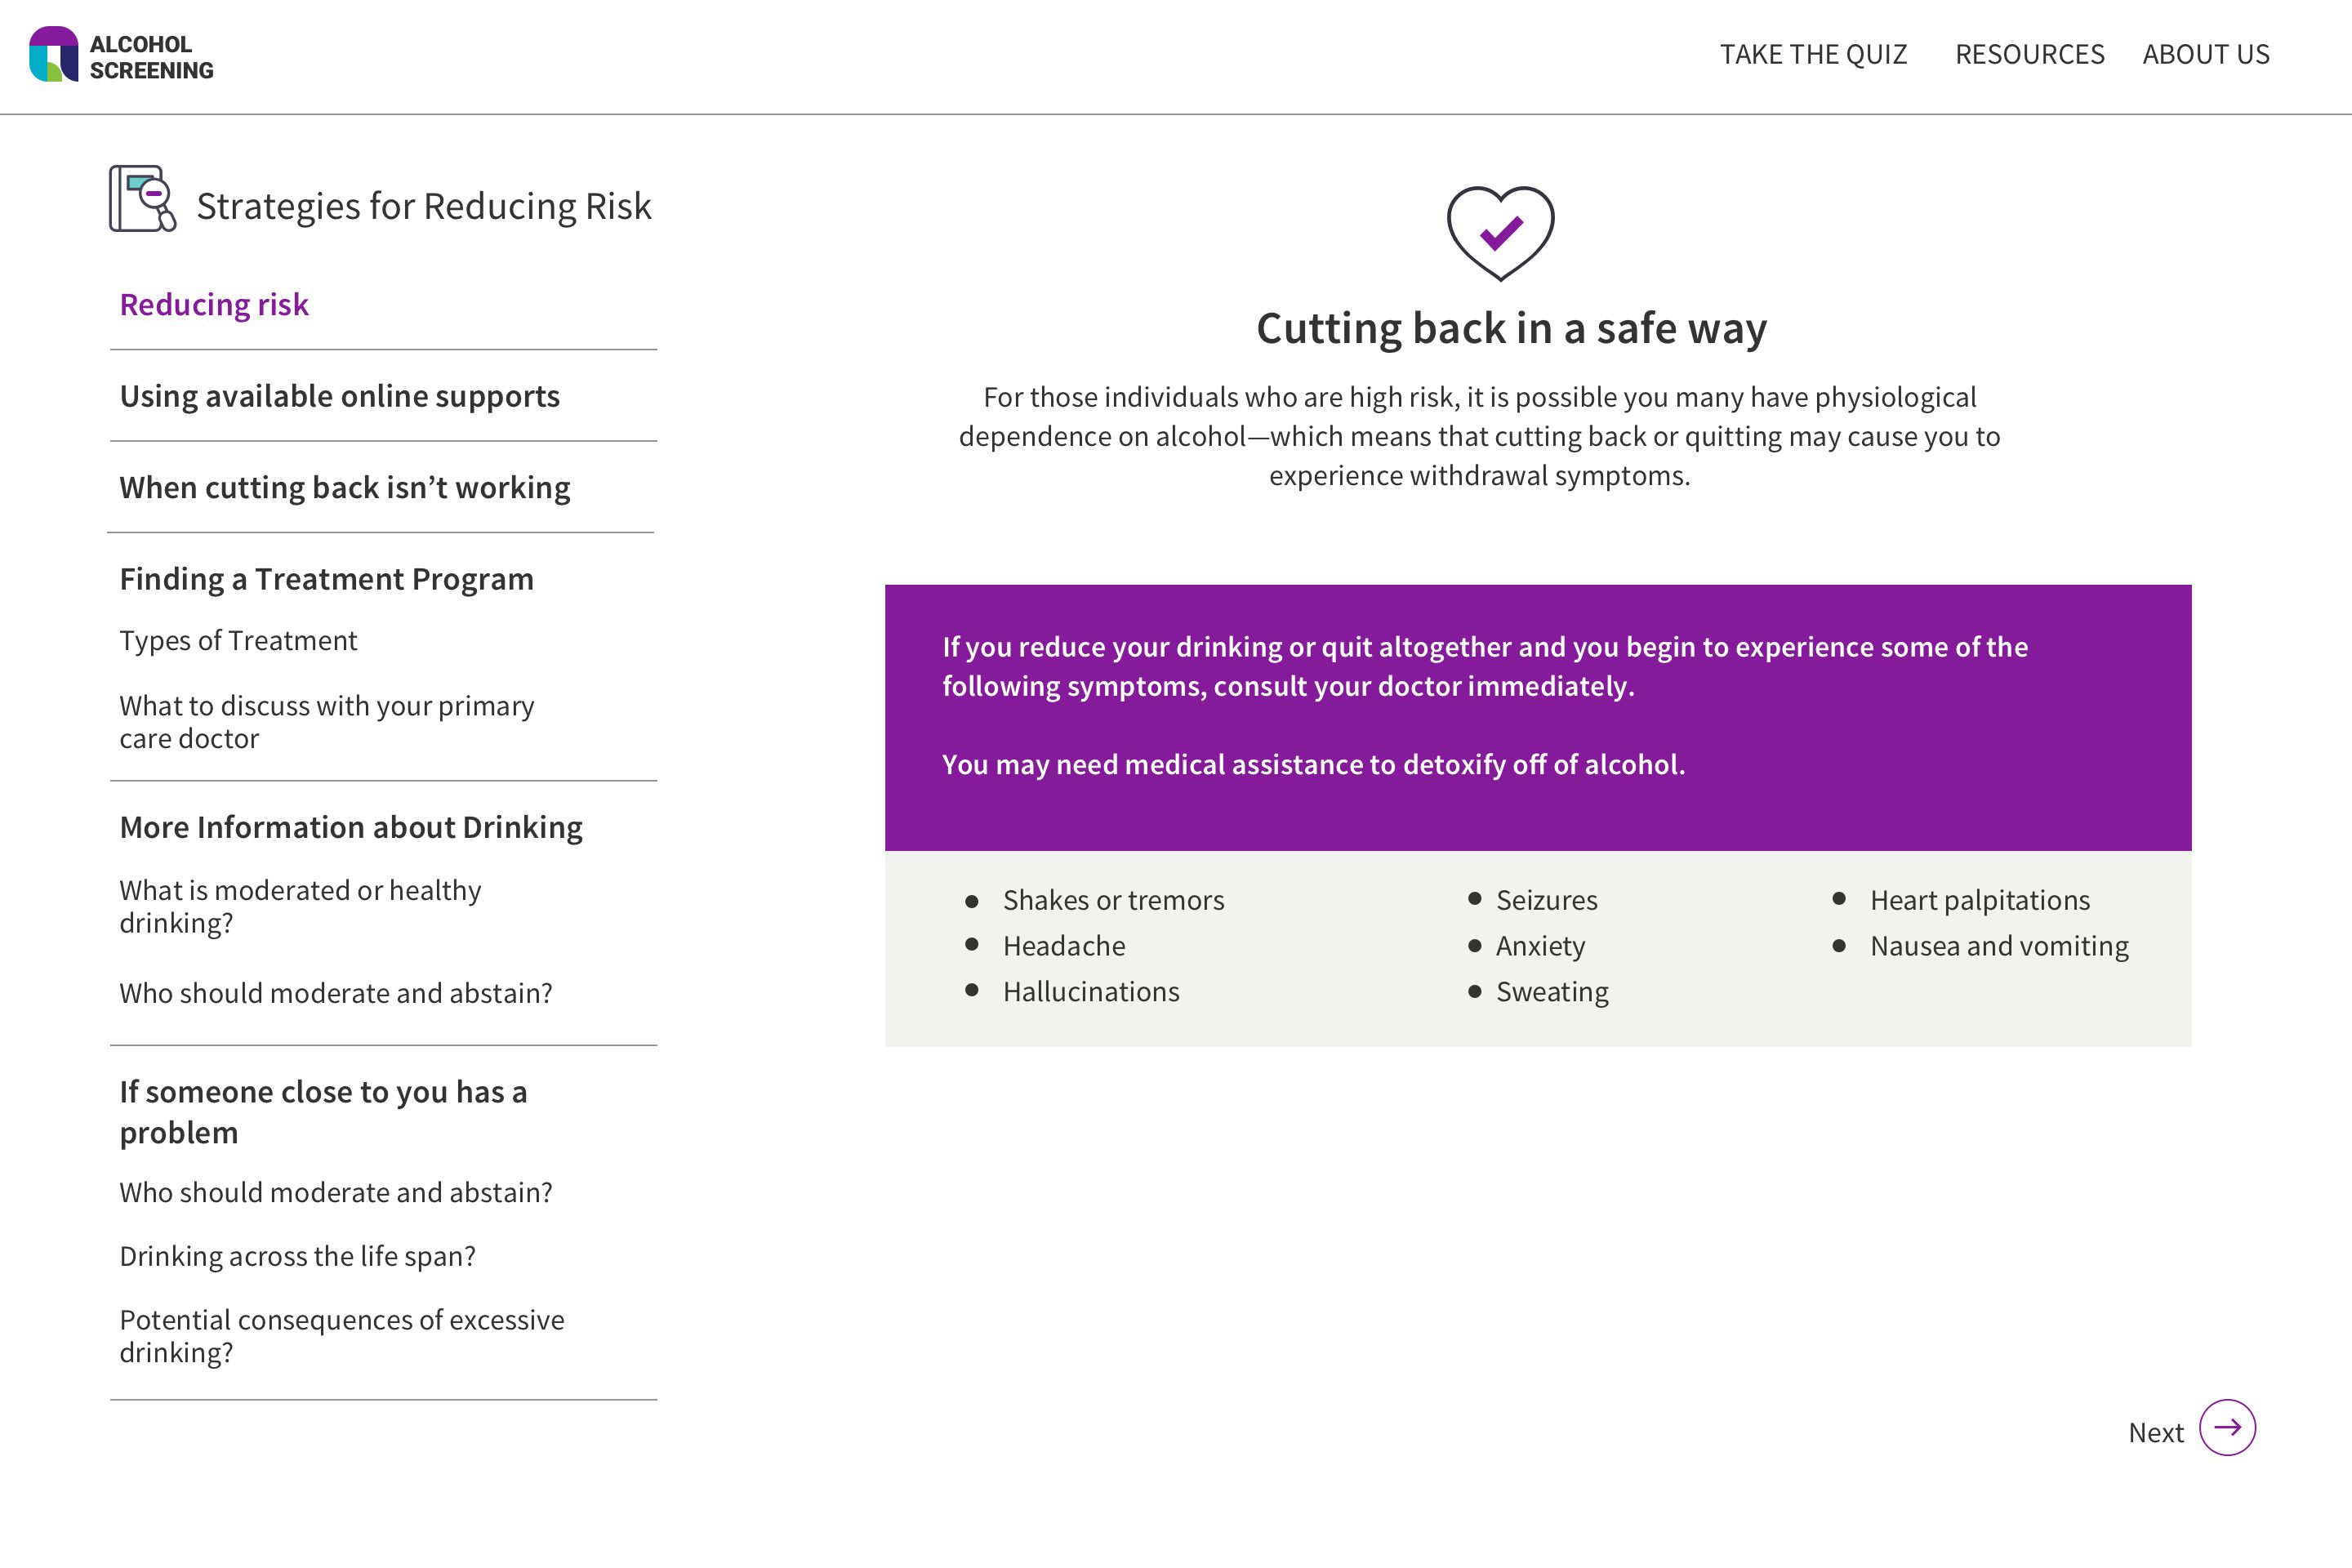 ALCOHOL
SCREENING
TAKE THE QUIZ
RESOURCES
ABOUT US
Strategies for Reducing Risk
Reducing risk
Using available online supports
When cutting back isn’t working
Finding a Treatment Program
Types of Treatment
What to discuss with your primary
care doctor
More Information about Drinking
What is moderated or healthy
drinking?
Who should moderate and abstain?
If someone close to you has a
problem
Who should moderate and abstain?
Drinking across the life span?
Potential consequences of excessive
drinking?
Cutting back in a safe way
For those individuals who are high risk, it is possible you many have physiological
dependence on alcohol—which means that cutting back or quitting may cause you to
experience withdrawal symptoms.
If you reduce your drinking or quit altogether and you begin to experience some of the
following symptoms, consult your doctor immediately.
You may need medical assistance to detoxify off of alcohol.
• Shakes or tremors
• Headache
• Hallucinations
• Seizures
• Anxiety
• Sweating
• Heart palpitations
• Nausea and vomiting
Next